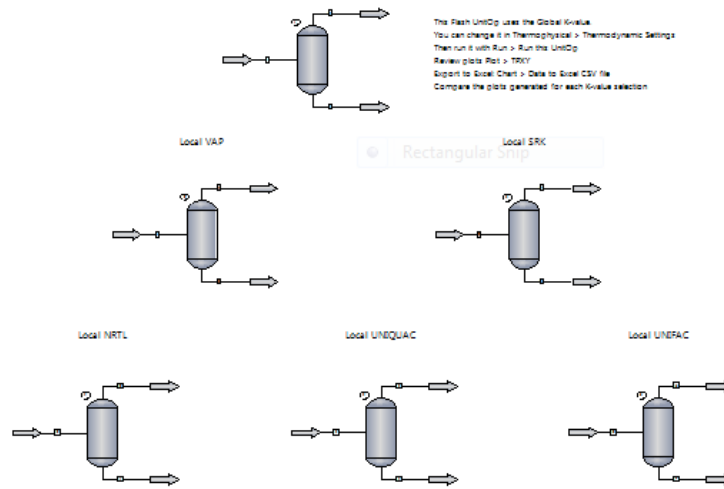 This Flash UnitOp uses the Global K-value
You can change it in Thermophysical > Thermodynamic Settings
Then run it with Run > Run this UnitOp
Review plots Plot > TPXY
Export to Excel Chart > Data to Excel CSV file
Compare the plots generated for each K-value selection
Local VAP
Local SRK
Rectangular Snip
Local NRTL
Local UNIQUAC
Local UNIFAC